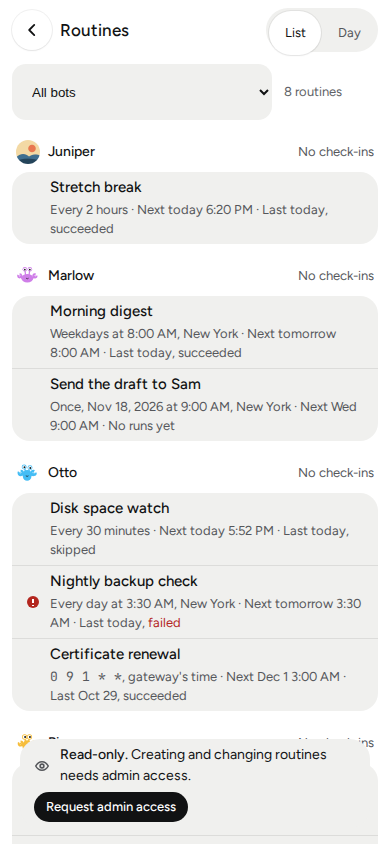 Routines
List
Day
All bots
8 routines
Juniper
No check-ins
Stretch break
Every 2 hours · Next today 6:20 PM · Last today,
succeeded
Marlow
No check-ins
Morning digest
Weekdays at 8:00 AM, New York · Next tomorrow
8:00 AM · Last today, succeeded
Send the draft to Sam
Once, Nov 18, 2026 at 9:00 AM, New York · Next Wed
9:00 AM · No runs yet
Otto
No check-ins
Disk space watch
Every 30 minutes · Next today 5:52 PM · Last today,
skipped
Nightly backup check
Every day at 3:30 AM, New York · Next tomorrow 3:30
AM · Last today, failed
Certificate renewal
0 9 1 * *, gateway's time · Next Dec 1 3:00 AM ·
Last Oct 29, succeeded
Read-only. Creating and changing routines
needs admin access.
Request admin access